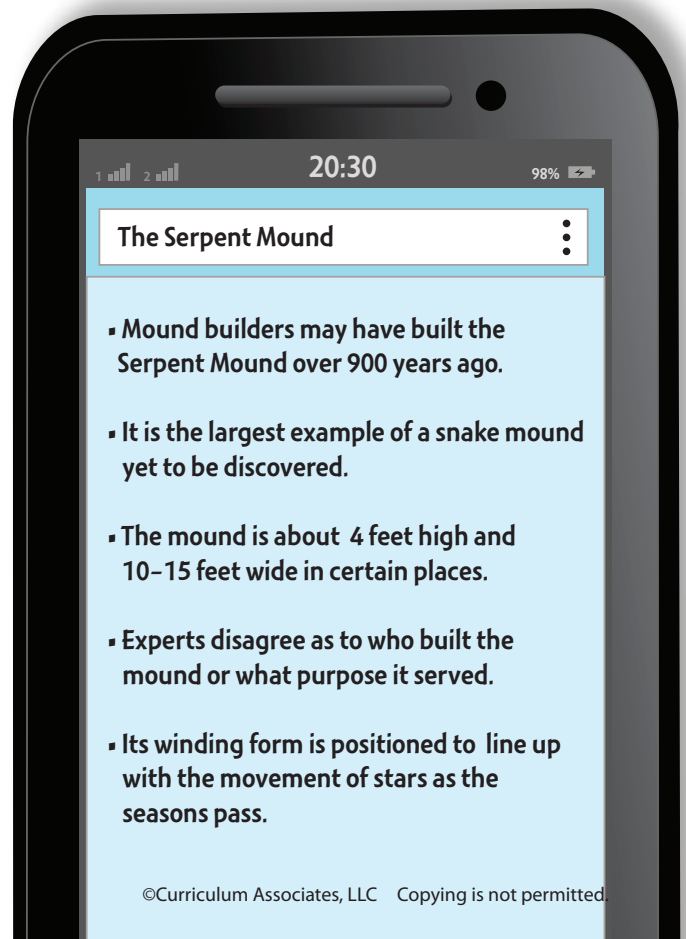 1 2 20:30 98%
The Serpent Mound
▪ Mound builders may have built the
Serpent Mound over 900 years ago.
▪ It is the largest example of a snake mound
yet to be discovered.
▪ The mound is about 4 feet high and
10–15 feet wide in certain places.
▪ Experts disagree as to who built the
mound or what purpose it served.
▪ Its winding form is positioned to line up
with the movement of stars as the
seasons pass.
©Curriculum Associates, LLC Copying is not permitted.